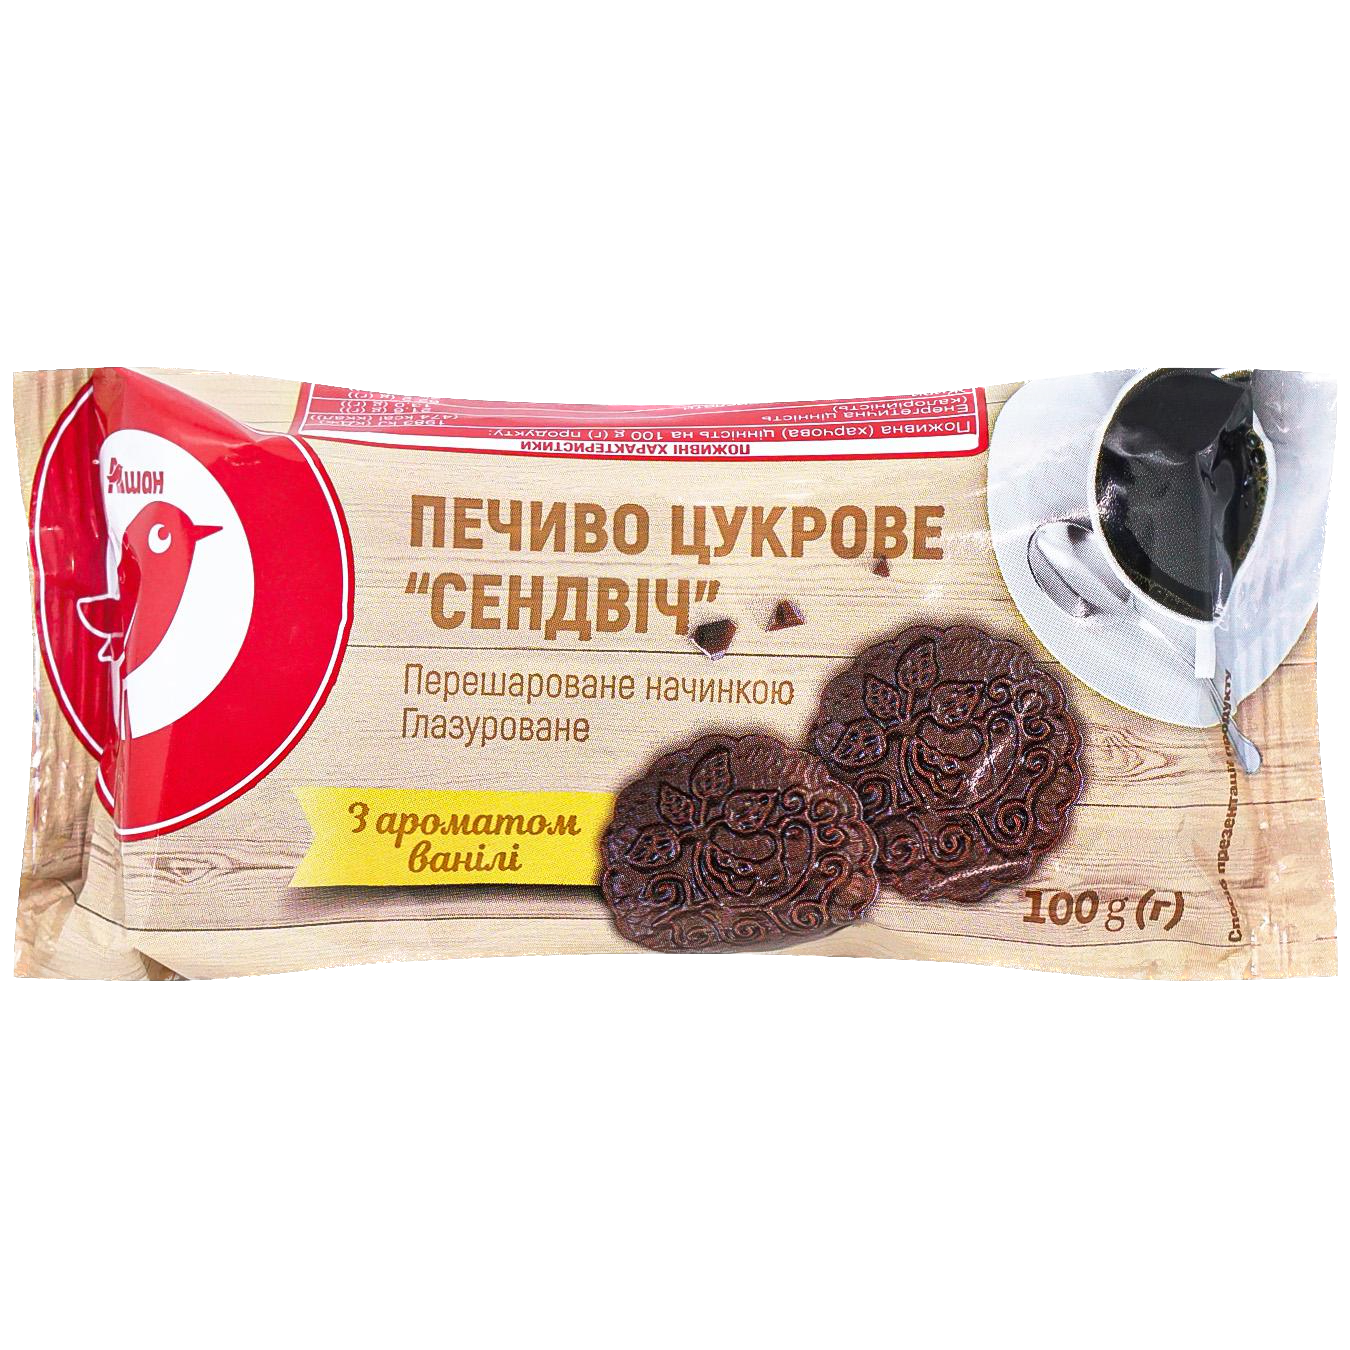 Ашан
ПОЖИВНІ ХАРАКТЕРИСТИКИ
Поживна (харчова) цінність на 100 g (г) продукту:
Енергетична цінність
(калорійність)
ПЕЧИВО ЦУКРОВЕ
“СЕНДВІЧ”
Перешароване начинкою
Глазуроване
З ароматом
ванілі
100 g (г)